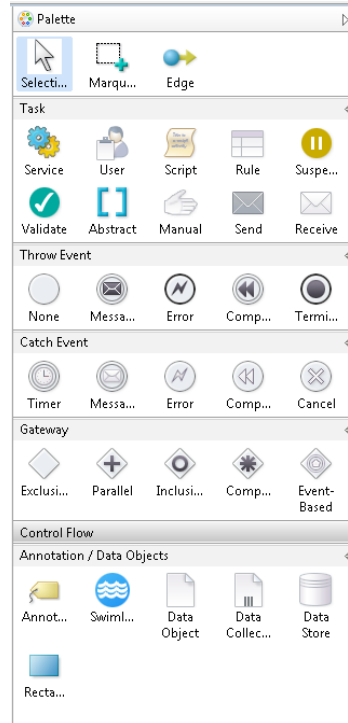 Palette
Selecti... Marqu... Edge
Task
Service User Script Rule Suspe...
Validate Abstract Manual Send Receive
Throw Event
None Messa... Error Comp... Termi...
Catch Event
Timer Messa... Error Comp... Cancel
Gateway
Exclusi... Parallel Inclusi... Comp... Event-
Based
Control Flow
Annotation / Data Objects
Annot... Swiml... Data Data Data
Object Collec... Store
Recta...